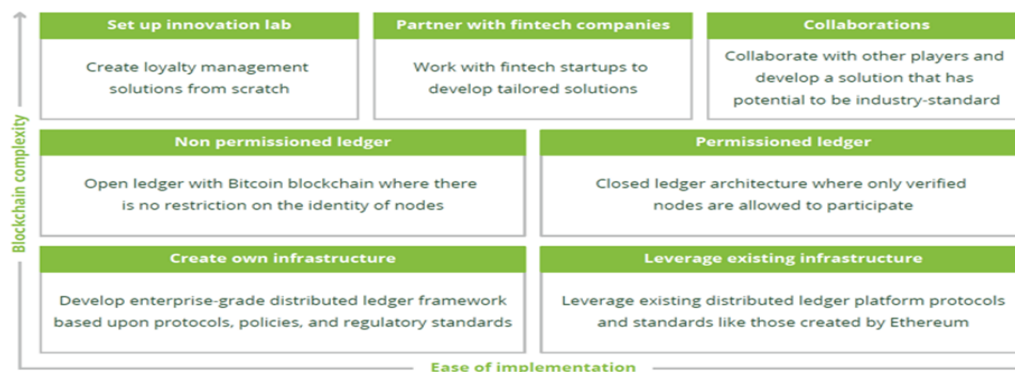 Set up innovation lab
Create loyalty management
solutions from scratch
Partner with fintech companies
Work with fintech startups to
develop tailored solutions
Collaborations
Collaborate with other players and
develop a solution that has
potential to be industry-standard
Non permissioned ledger
Open ledger with Bitcoin blockchain where there
is no restriction on the identity of nodes
Permissioned ledger
Closed ledger architecture where only verified
nodes are allowed to participate
Create own infrastructure
Develop enterprise-grade distributed ledger framework
based upon protocols, policies, and regulatory standards
Leverage existing infrastructure
Leverage existing distributed ledger platform protocols
and standards like those created by Ethereum
Blockchain complexity
Ease of implementation